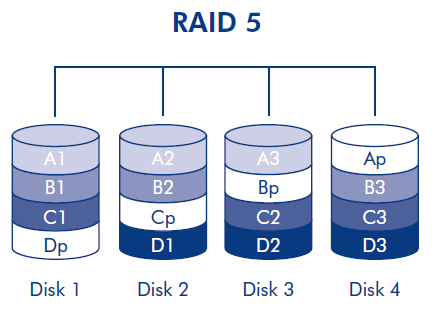 RAID 5
A1 A2 A3 Ap
B1 B2 Bp B3
C1 Cp C2 C3
Dp D1 D2 D3
Disk 1 Disk 2 Disk 3 Disk 4